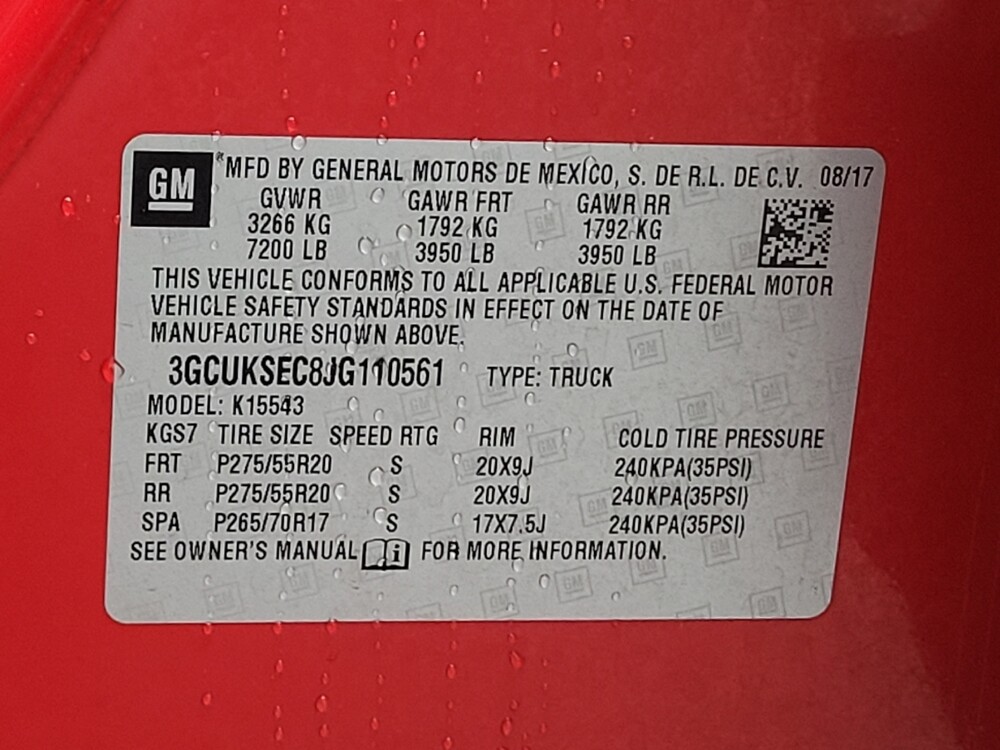 GM
*MFD BY GENERAL MOTORS DE MEXICO, S. DE R.L. DE C.V. 08/17
GVWR GAWR FRT GAWR RR
3266 KG 1792 KG 1792 KG
7200 LB 3950 LB 3950 LB
THIS VEHICLE CONFORMS TO ALL APPLICABLE U.S. FEDERAL MOTOR
VEHICLE SAFETY STANDARDS IN EFFECT ON THE DATE OF
MANUFACTURE SHOWN ABOVE.
3GCUKSEC8JG110561 TYPE: TRUCK
MODEL: K15543
KGS7 TIRE SIZE SPEED RTG RIM COLD TIRE PRESSURE
FRT P275/55R20 S 20X9J 240KPA(35PSI)
RR P275/55R20 S 20X9J 240KPA(35PSI)
SPA P265/70R17 S 17X7.5J 240KPA(35PSI)
SEE OWNER'S MANUAL i FOR MORE INFORMATION.